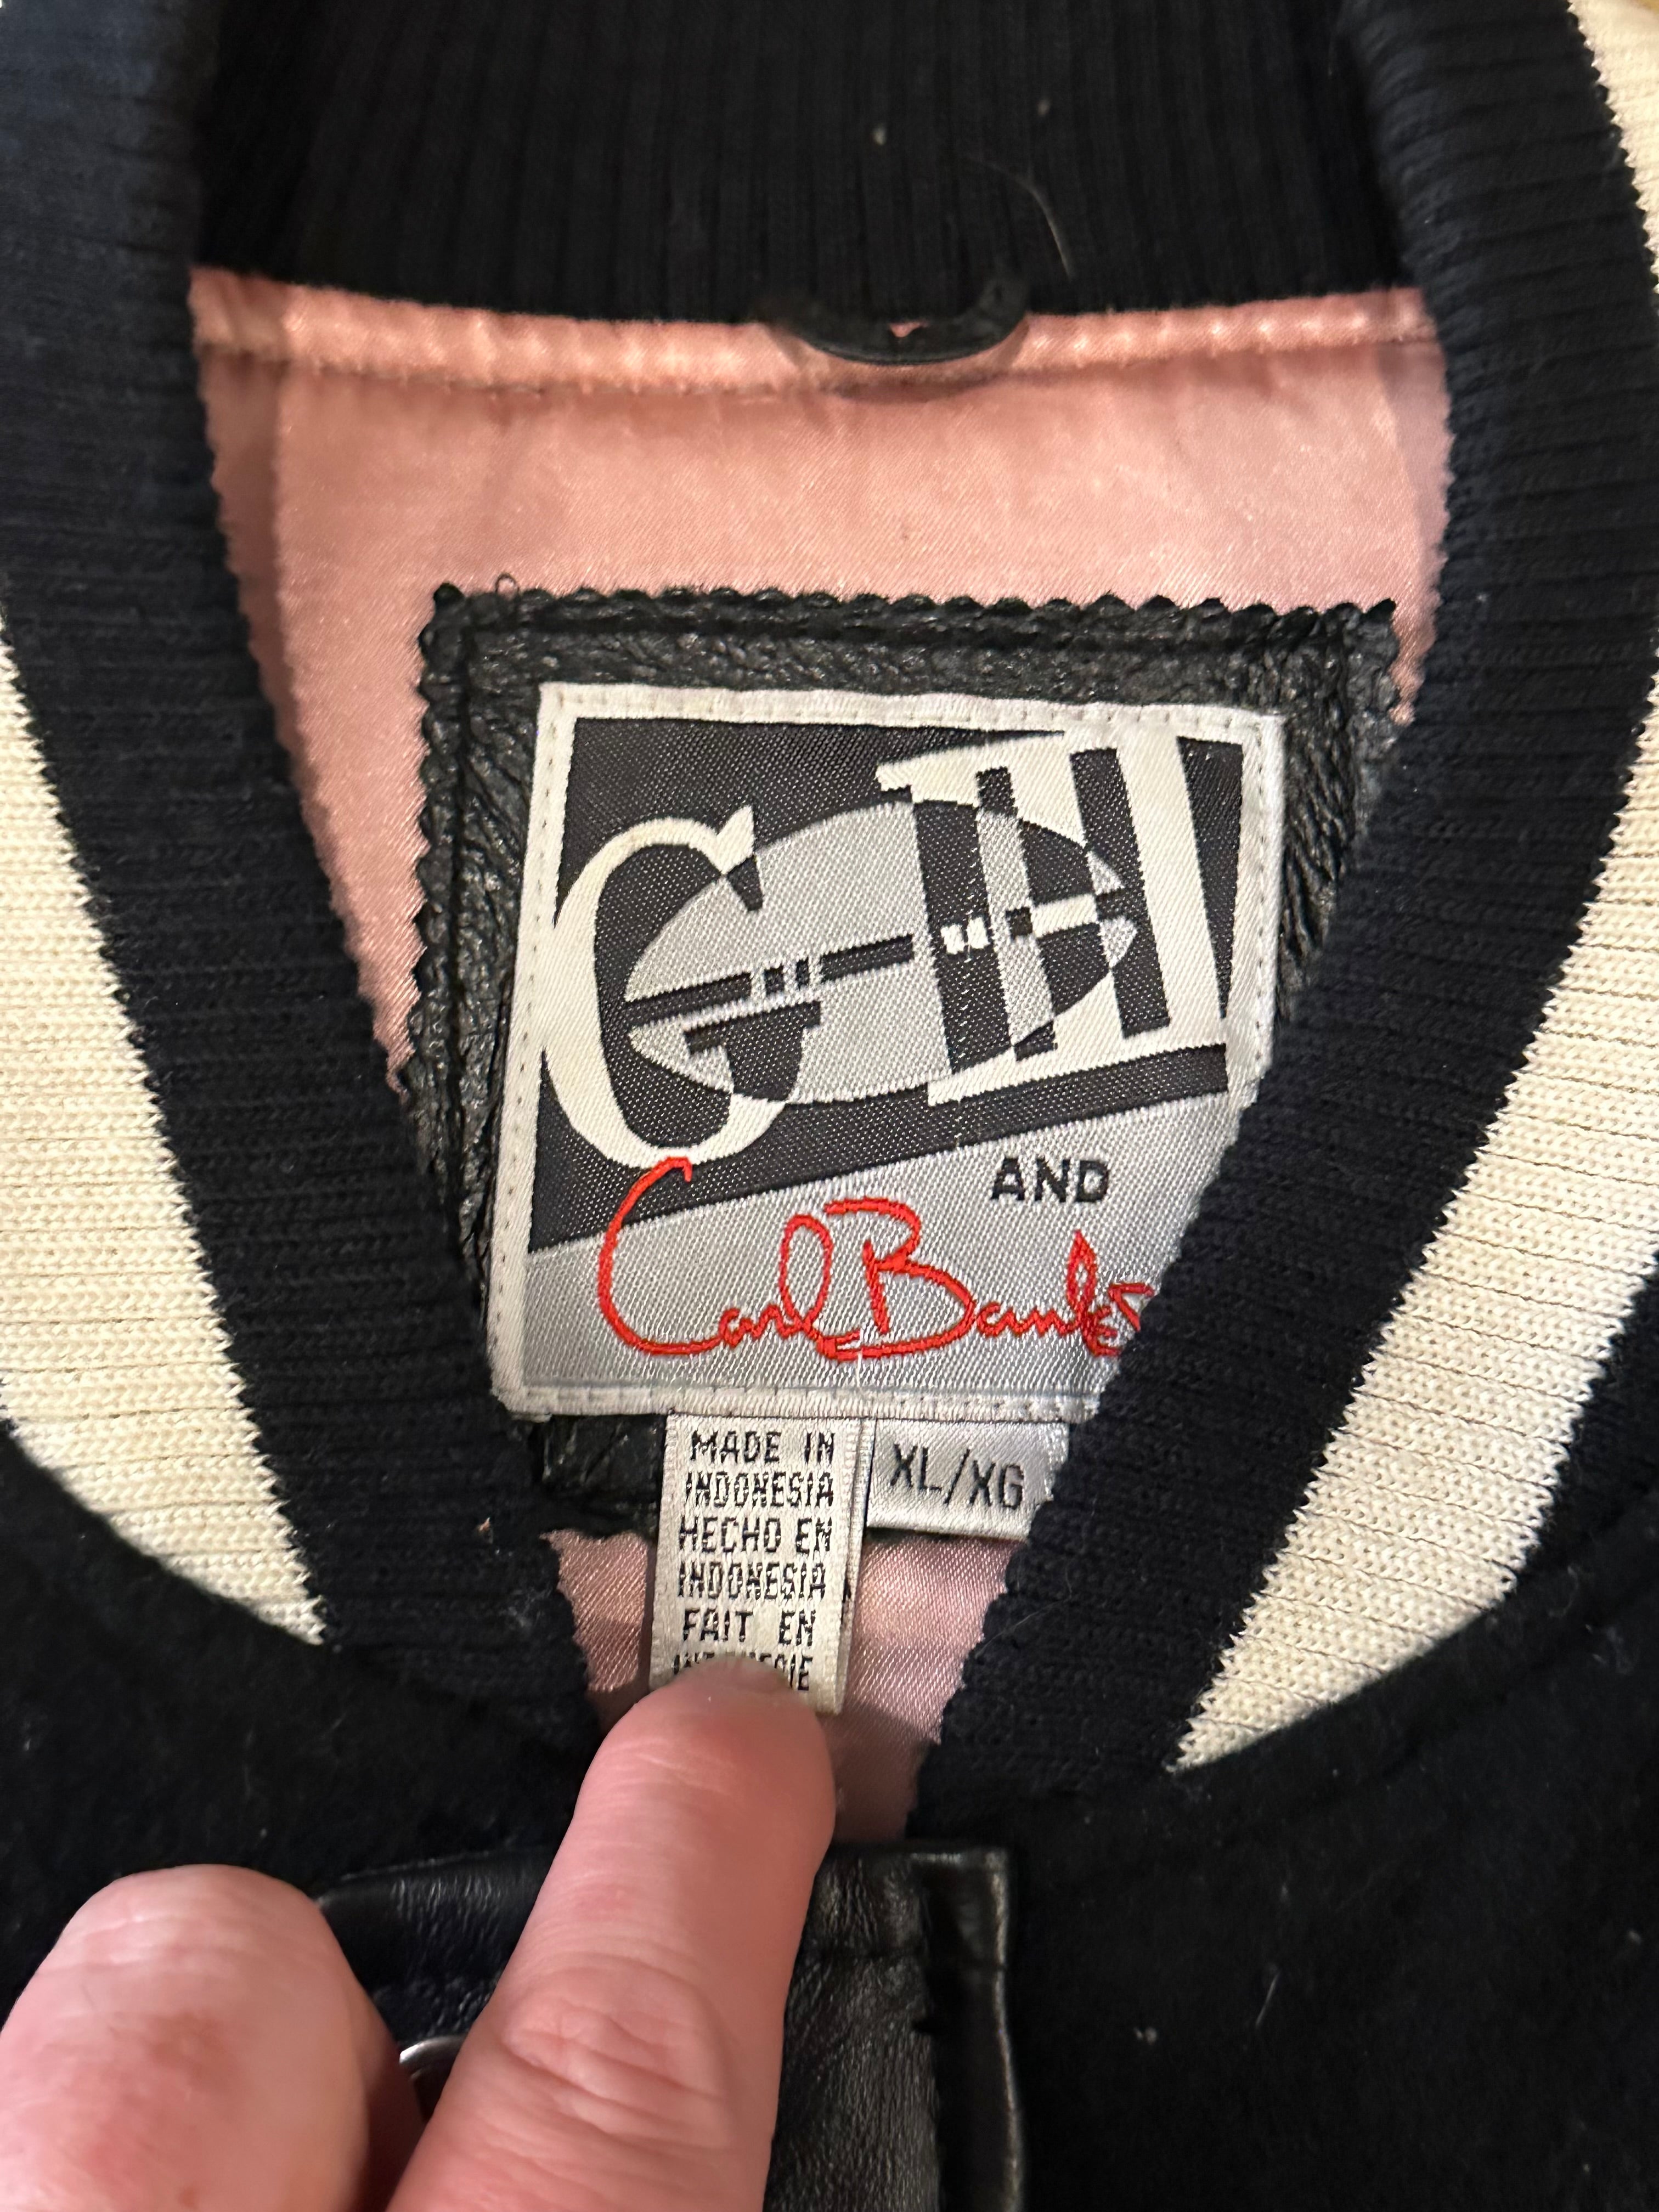 G-III
AND
Carl Banks
MADE IN
INDONESIA
HECHO EN
INDONESIA
FAIT EN
XL/XG